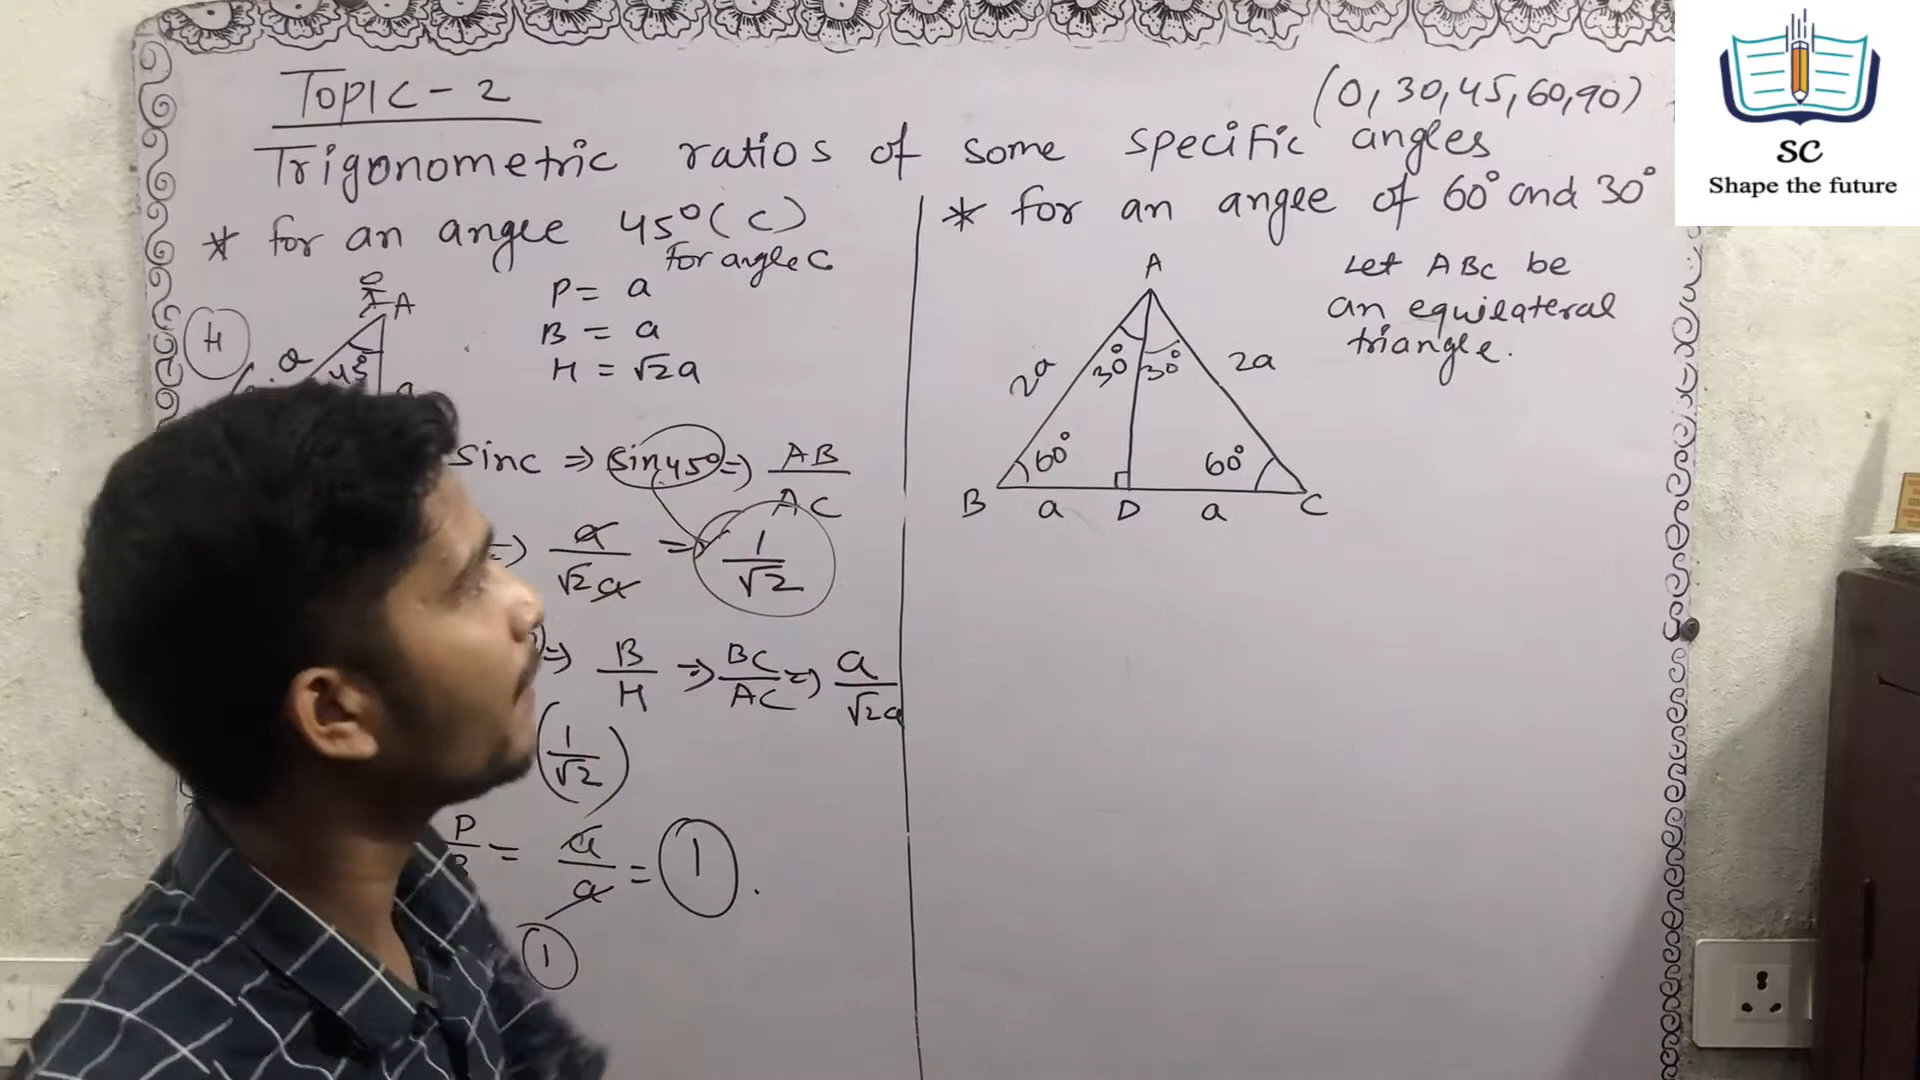 TOPIC-2
(0, 30, 45, 60, 90)
Trigonometric ratios of some specific angles
* for an anglee 45° (C)
for angle C
H
A
45°
P = a
B = a
H = √2a
sinc ⇒ sin45° ⇒ AB/AC
⇒ a/√2a = 1/√2
⇒ B/H ⇒ BC/AC ⇒ a/√2a
(1/√2)
P/B = a/a = 1
1
* for an anglee of 60° and 30°
A
Let ABC be
an equilateral
triangle.
2a 30° 30° 2a
60° 60°
B a D a C
SC
Shape the future